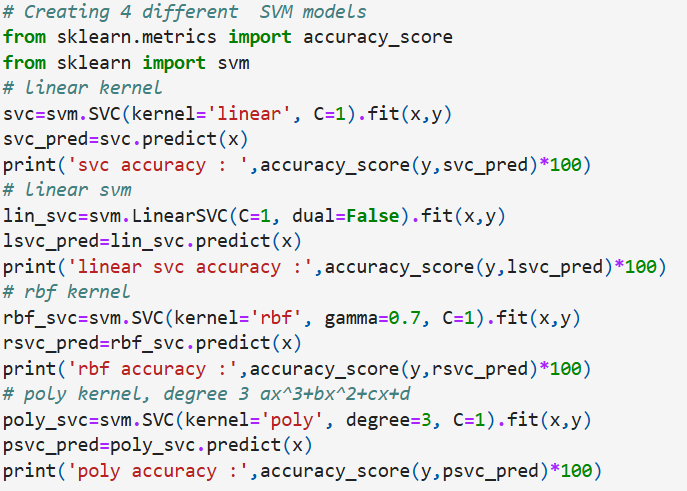 # Creating 4 different  SVM models
from sklearn.metrics import accuracy_score
from sklearn import svm
# linear kernel
svc=svm.SVC(kernel='linear', C=1).fit(x,y)
svc_pred=svc.predict(x)
print('svc accuracy : ',accuracy_score(y,svc_pred)*100)
# linear svm
lin_svc=svm.LinearSVC(C=1, dual=False).fit(x,y)
lsvc_pred=lin_svc.predict(x)
print('linear svc accuracy :',accuracy_score(y,lsvc_pred)*100)
# rbf kernel
rbf_svc=svm.SVC(kernel='rbf', gamma=0.7, C=1).fit(x,y)
rsvc_pred=rbf_svc.predict(x)
print('rbf accuracy :',accuracy_score(y,rsvc_pred)*100)
# poly kernel, degree 3 ax^3+bx^2+cx+d
poly_svc=svm.SVC(kernel='poly', degree=3, C=1).fit(x,y)
psvc_pred=poly_svc.predict(x)
print('poly accuracy :',accuracy_score(y,psvc_pred)*100)